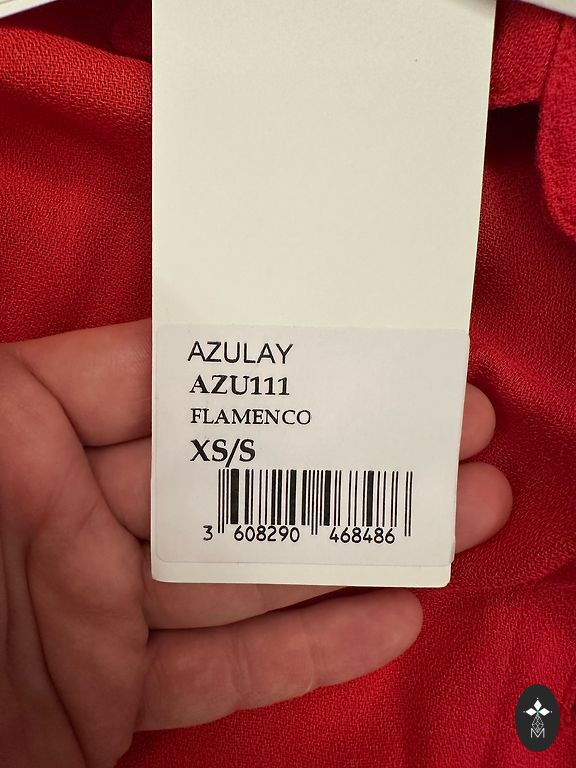 AZULAY
AZU111
FLAMENCO
XS/S
3 608290 468486
M